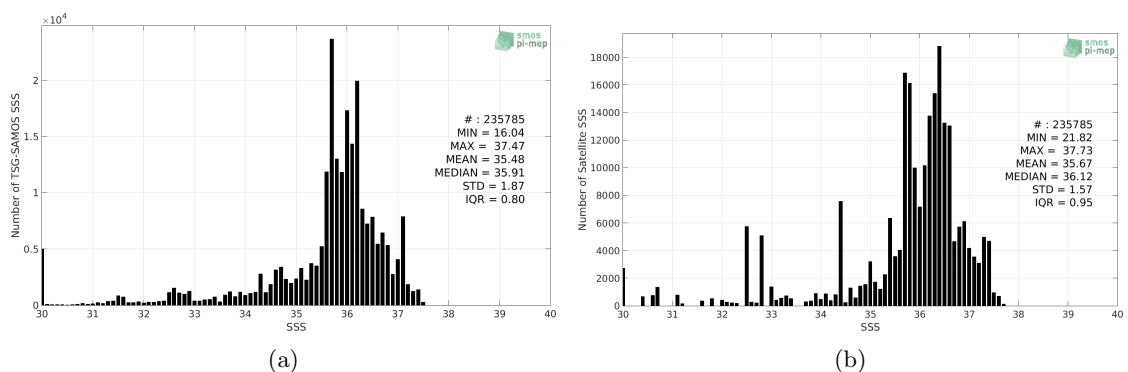 ×10⁴
smos
pi-mep
# : 235785
MIN = 16.04
MAX = 37.47
MEAN = 35.48
MEDIAN = 35.91
STD = 1.87
IQR = 0.80
Number of TSG-SAMOS SSS
2
1.5
1
0.5
0
30 31 32 33 34 35 36 37 38 39 40
SSS
(a)
smos
pi-mep
# : 235785
MIN = 21.82
MAX = 37.73
MEAN = 35.67
MEDIAN = 36.12
STD = 1.57
IQR = 0.95
Number of Satellite SSS
18000
16000
14000
12000
10000
8000
6000
4000
2000
0
30 31 32 33 34 35 36 37 38 39 40
SSS
(b)